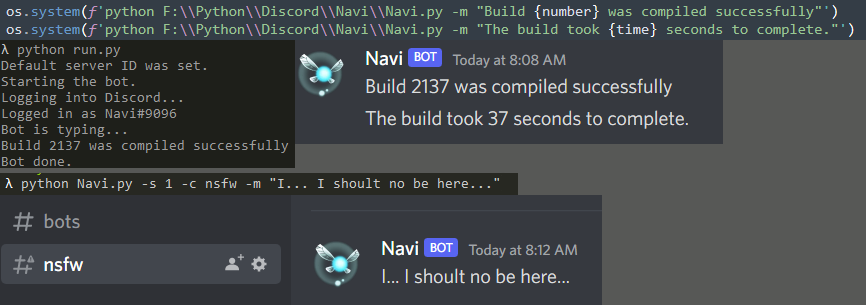 os.system(f'python F:\\Python\\Discord\\Navi\\Navi.py -m "Build {number} was compiled successfully"')
os.system(f'python F:\\Python\\Discord\\Navi\\Navi.py -m "The build took {time} seconds to complete."')
λ python run.py
Default server ID was set.
Starting the bot.
Logging into Discord...
Logged in as Navi#9096
Bot is typing...
Build 2137 was compiled successfully
Bot done.
Navi BOT Today at 8:08 AM
Build 2137 was compiled successfully
The build took 37 seconds to complete.
λ python Navi.py -s 1 -c nsfw -m "I... I shoult no be here..."
# bots
# nsfw
Navi BOT Today at 8:12 AM
I... I shoult no be here...